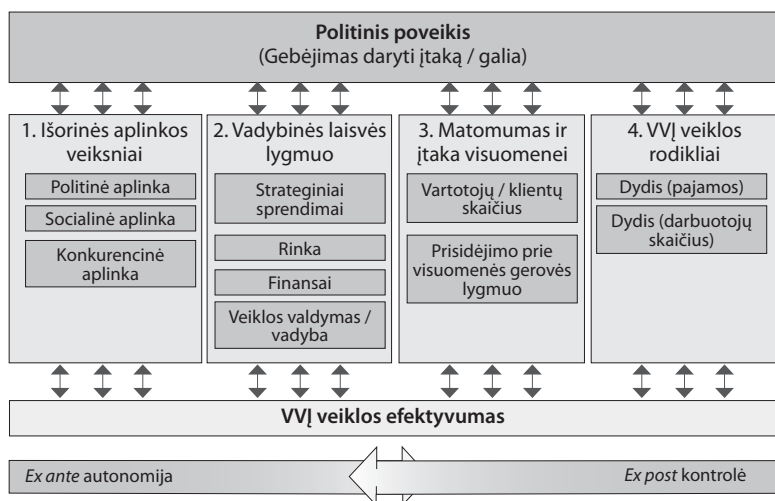 Politinis poveikis
(Gebėjimas daryti įtaką / galia)
1. Išorinės aplinkos
veiksniai
Politinė aplinka
Socialinė aplinka
Konkurencinė
aplinka
2. Vadybinės laisvės
lygmuo
Strateginiai
sprendimai
Rinka
Finansai
Veiklos valdymas /
vadyba
3. Matomumas ir
įtaka visuomenei
Vartotojų / klientų
skaičius
Prisidėjimo prie
visuomenės gerovės
lygmuo
4. VVĮ veiklos
rodikliai
Dydis (pajamos)
Dydis (darbuotojų
skaičius)
VVĮ veiklos efektyvumas
Ex ante autonomija
Ex post kontrolė